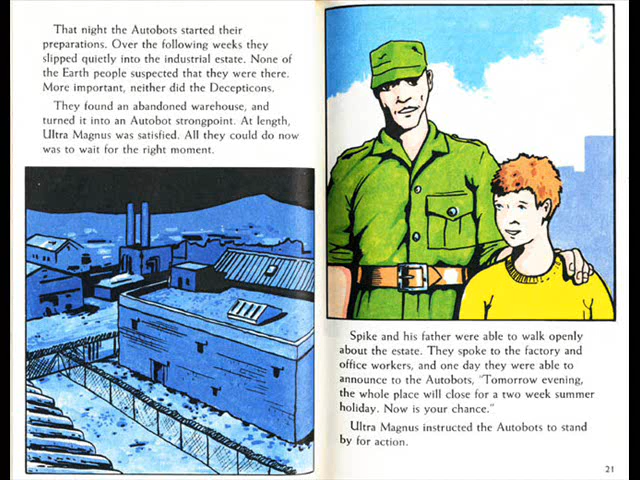 That night the Autobots started their
preparations. Over the following weeks they
slipped quietly into the industrial estate. None of
the Earth people suspected that they were there.
More important, neither did the Decepticons.
They found an abandoned warehouse, and
turned it into an Autobot strongpoint. At length,
Ultra Magnus was satisfied. All they could do now
was to wait for the right moment.
Spike and his father were able to walk openly
about the estate. They spoke to the factory and
office workers, and one day they were able to
announce to the Autobots, "Tomorrow evening,
the whole place will close for a two week summer
holiday. Now is your chance."
Ultra Magnus instructed the Autobots to stand
by for action.
21